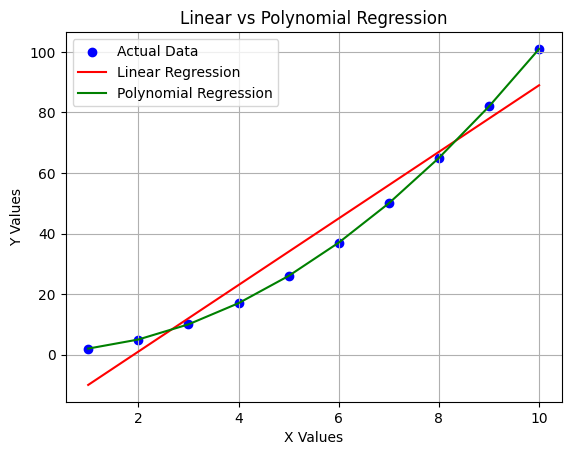 Linear vs Polynomial Regression
Actual Data
Linear Regression
Polynomial Regression
100
80
60
40
20
0
Y Values
2
4
6
8
10
X Values